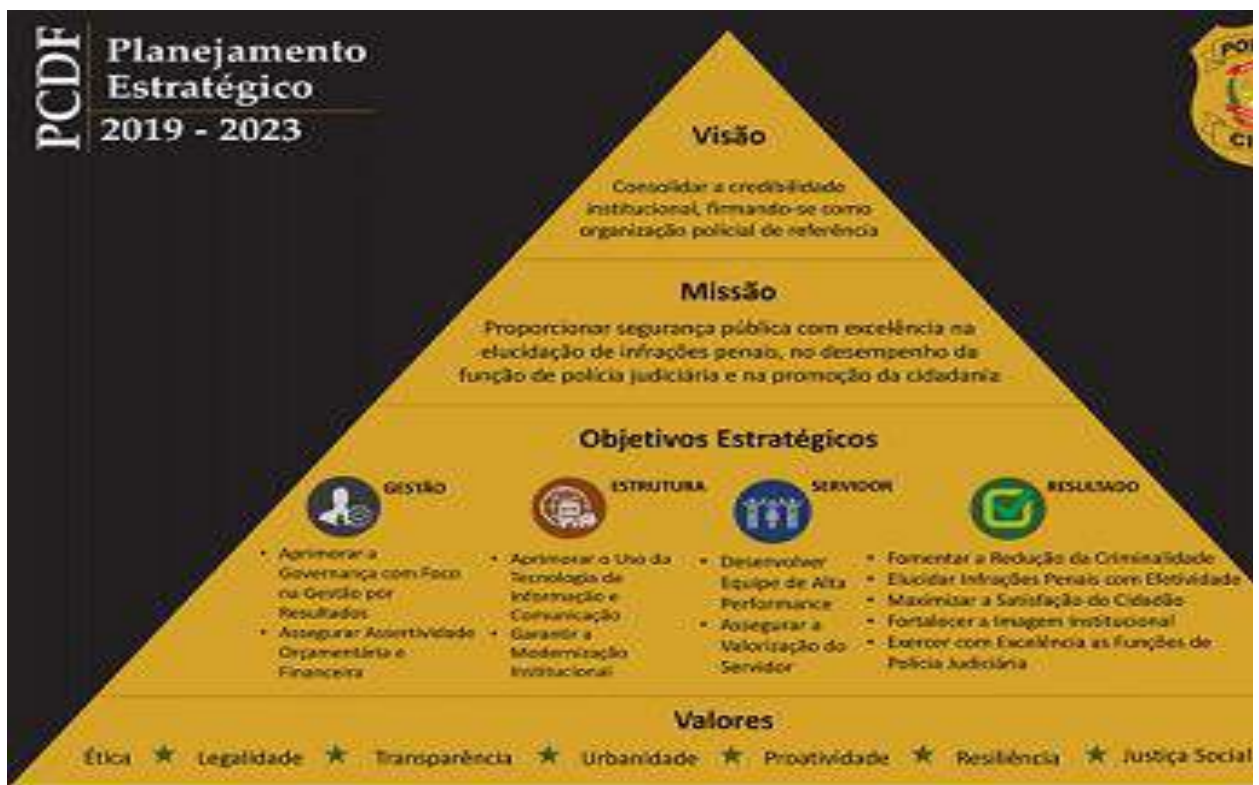 PCDF
Planejamento
Estratégico
2019 - 2023
Visão
Consolidar a credibilidade
institucional, firmando-se como
organização policial de referência
Missão
Proporcionar segurança pública com excelência na
elucidação de infrações penais, no desempenho da
função de polícia judiciária e na promoção da cidadania
Objetivos Estratégicos
GESTÃO
• Aprimorar a
Governança com Foco
na Gestão por
Resultados
• Assegurar Assertividade
Orçamentária e
Financeira
ESTRUTURA
• Aprimorar o Uso da
Tecnologia da
Informação e
Comunicação
• Garantir a
Modernização
Institucional
SERVIDOR
• Desenvolver
Equipe de Alta
Performance
• Assegurar a
Valorização do
Servidor
RESULTADO
• Fomentar a Redução da Criminalidade
• Elucidar Infrações Penais com Efetividade
• Maximizar a Satisfação do Cidadão
• Fortalecer a Imagem Institucional
• Exercer com Excelência as Funções de
Polícia Judiciária
Valores
Ética ★ Legalidade ★ Transparência ★ Urbanidade ★ Proatividade ★ Resiliência ★ Justiça Social